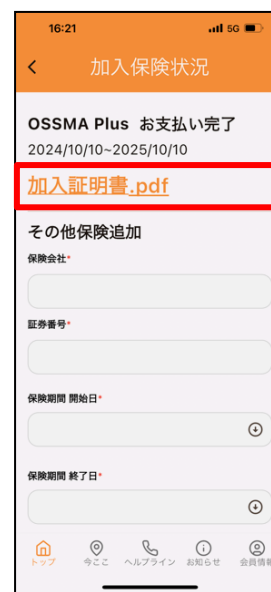 16:21
5G
加入保険状況
OSSMA Plus お支払い完了
2024/10/10~2025/10/10
加入証明書.pdf
その他保険追加
保険会社*
証券番号*
保険期間 開始日*
保険期間 終了日*
トップ 今ここ ヘルプライン お知らせ 会員情報